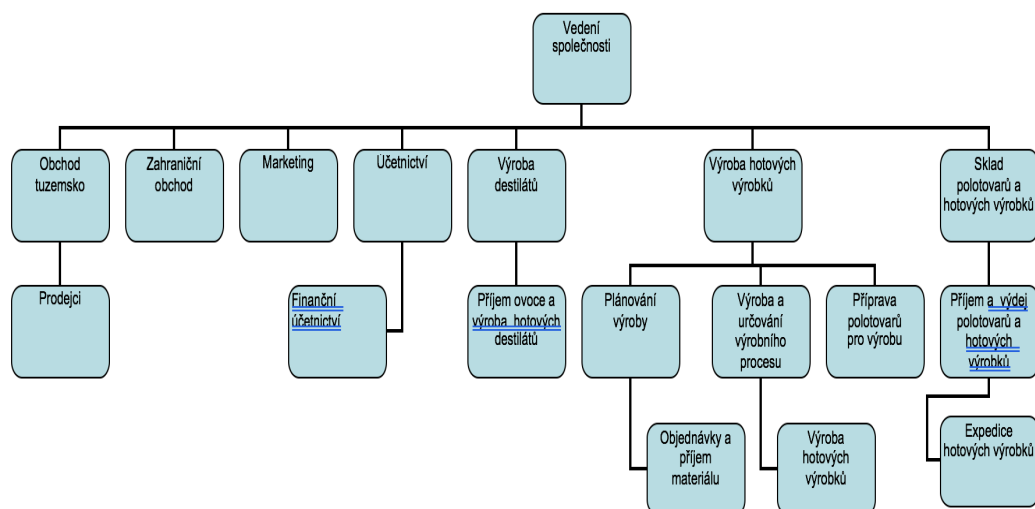 Vedení
společnosti
Obchod
tuzemsko
Zahraniční
obchod
Marketing
Účetnictví
Výroba
destilátů
Výroba hotových
výrobků
Sklad
polotovarů a
hotových výrobků
Prodejci
Finanční
účetnictví
Příjem ovoce a
výroba hotových
destilátů
Plánování
výroby
Výroba a
určování
výrobního
procesu
Příprava
polotovarů
pro výrobu
Příjem a výdej
polotovarů a
hotových
výrobků
Objednávky a
příjem
materiálu
Výroba
hotových
výrobků
Expedice
hotových výrobků